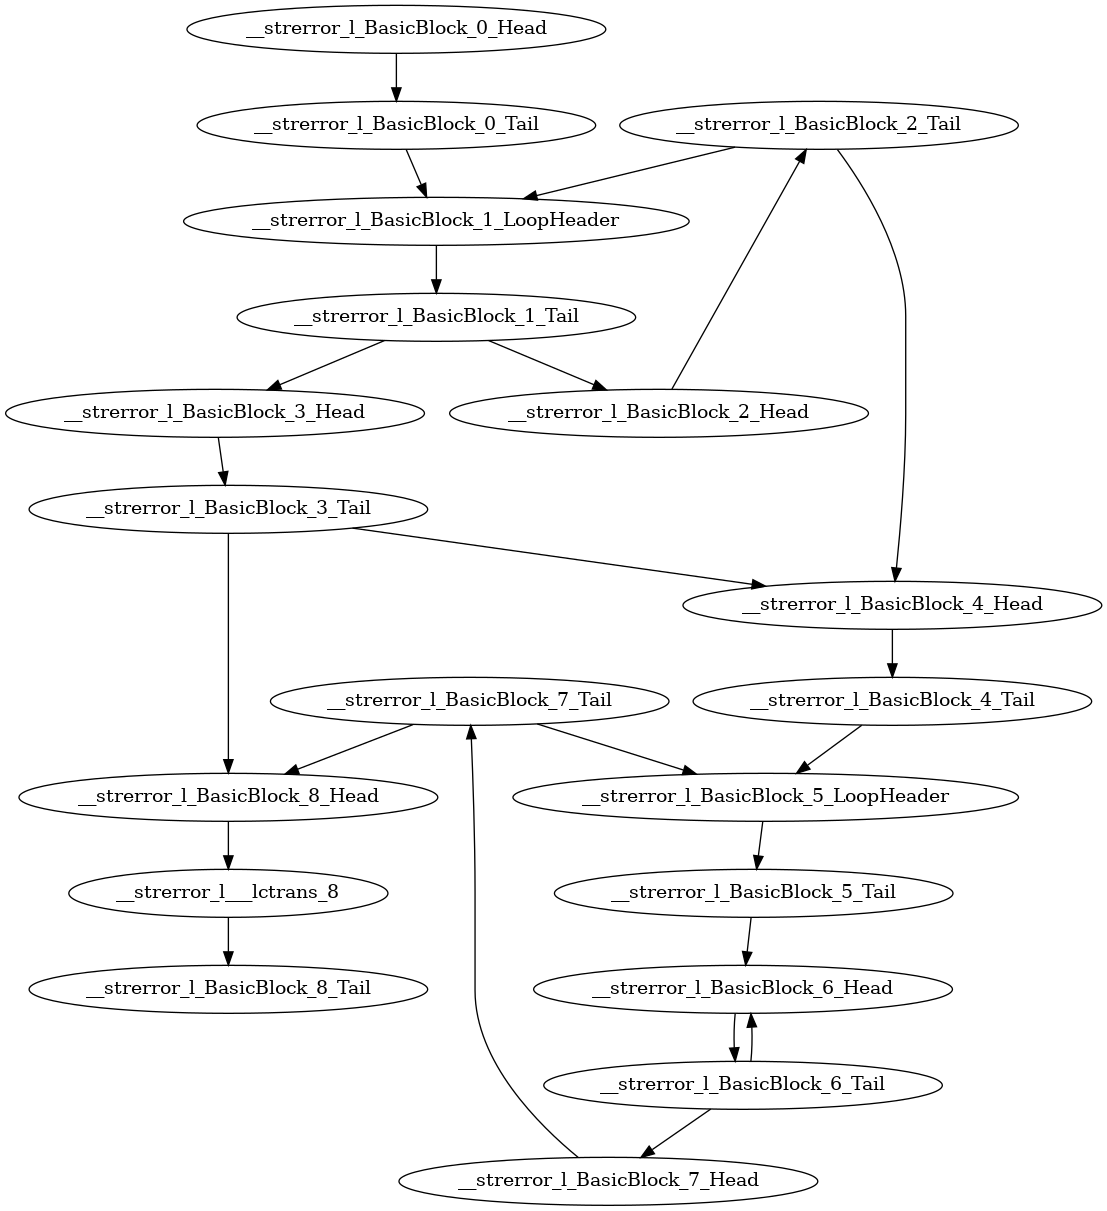 __strerror_l_BasicBlock_0_Head
__strerror_l_BasicBlock_0_Tail
__strerror_l_BasicBlock_2_Tail
__strerror_l_BasicBlock_1_LoopHeader
__strerror_l_BasicBlock_1_Tail
__strerror_l_BasicBlock_3_Head
__strerror_l_BasicBlock_2_Head
__strerror_l_BasicBlock_3_Tail
__strerror_l_BasicBlock_4_Head
__strerror_l_BasicBlock_7_Tail
__strerror_l_BasicBlock_4_Tail
__strerror_l_BasicBlock_8_Head
__strerror_l_BasicBlock_5_LoopHeader
__strerror_l___lctrans_8
__strerror_l_BasicBlock_5_Tail
__strerror_l_BasicBlock_8_Tail
__strerror_l_BasicBlock_6_Head
__strerror_l_BasicBlock_6_Tail
__strerror_l_BasicBlock_7_Head